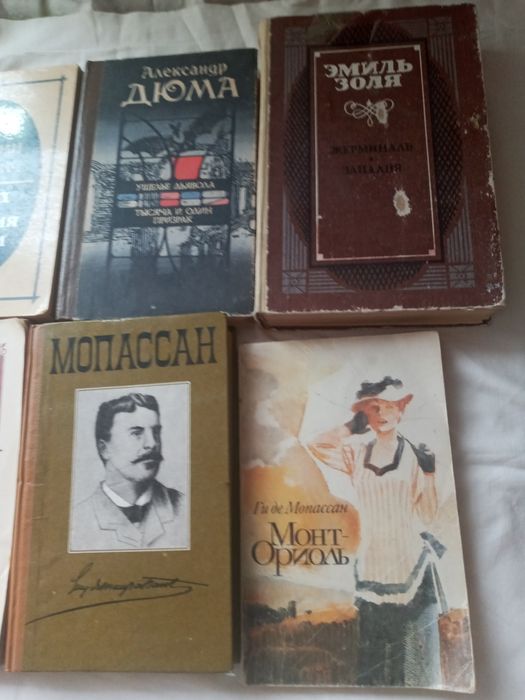 Александр
ДЮМА
УЩЕЛЬЕ ДЬЯВОЛА
ТЫСЯЧА И ОДИН
ПРИЗРАК
ЭМИЛЬ
ЗОЛЯ
ЖЕРМИНАЛЬ
ЗАПАДНЯ
МОПАССАН
Ги де Мопассан
МОНТ-
ОРИОЛЬ